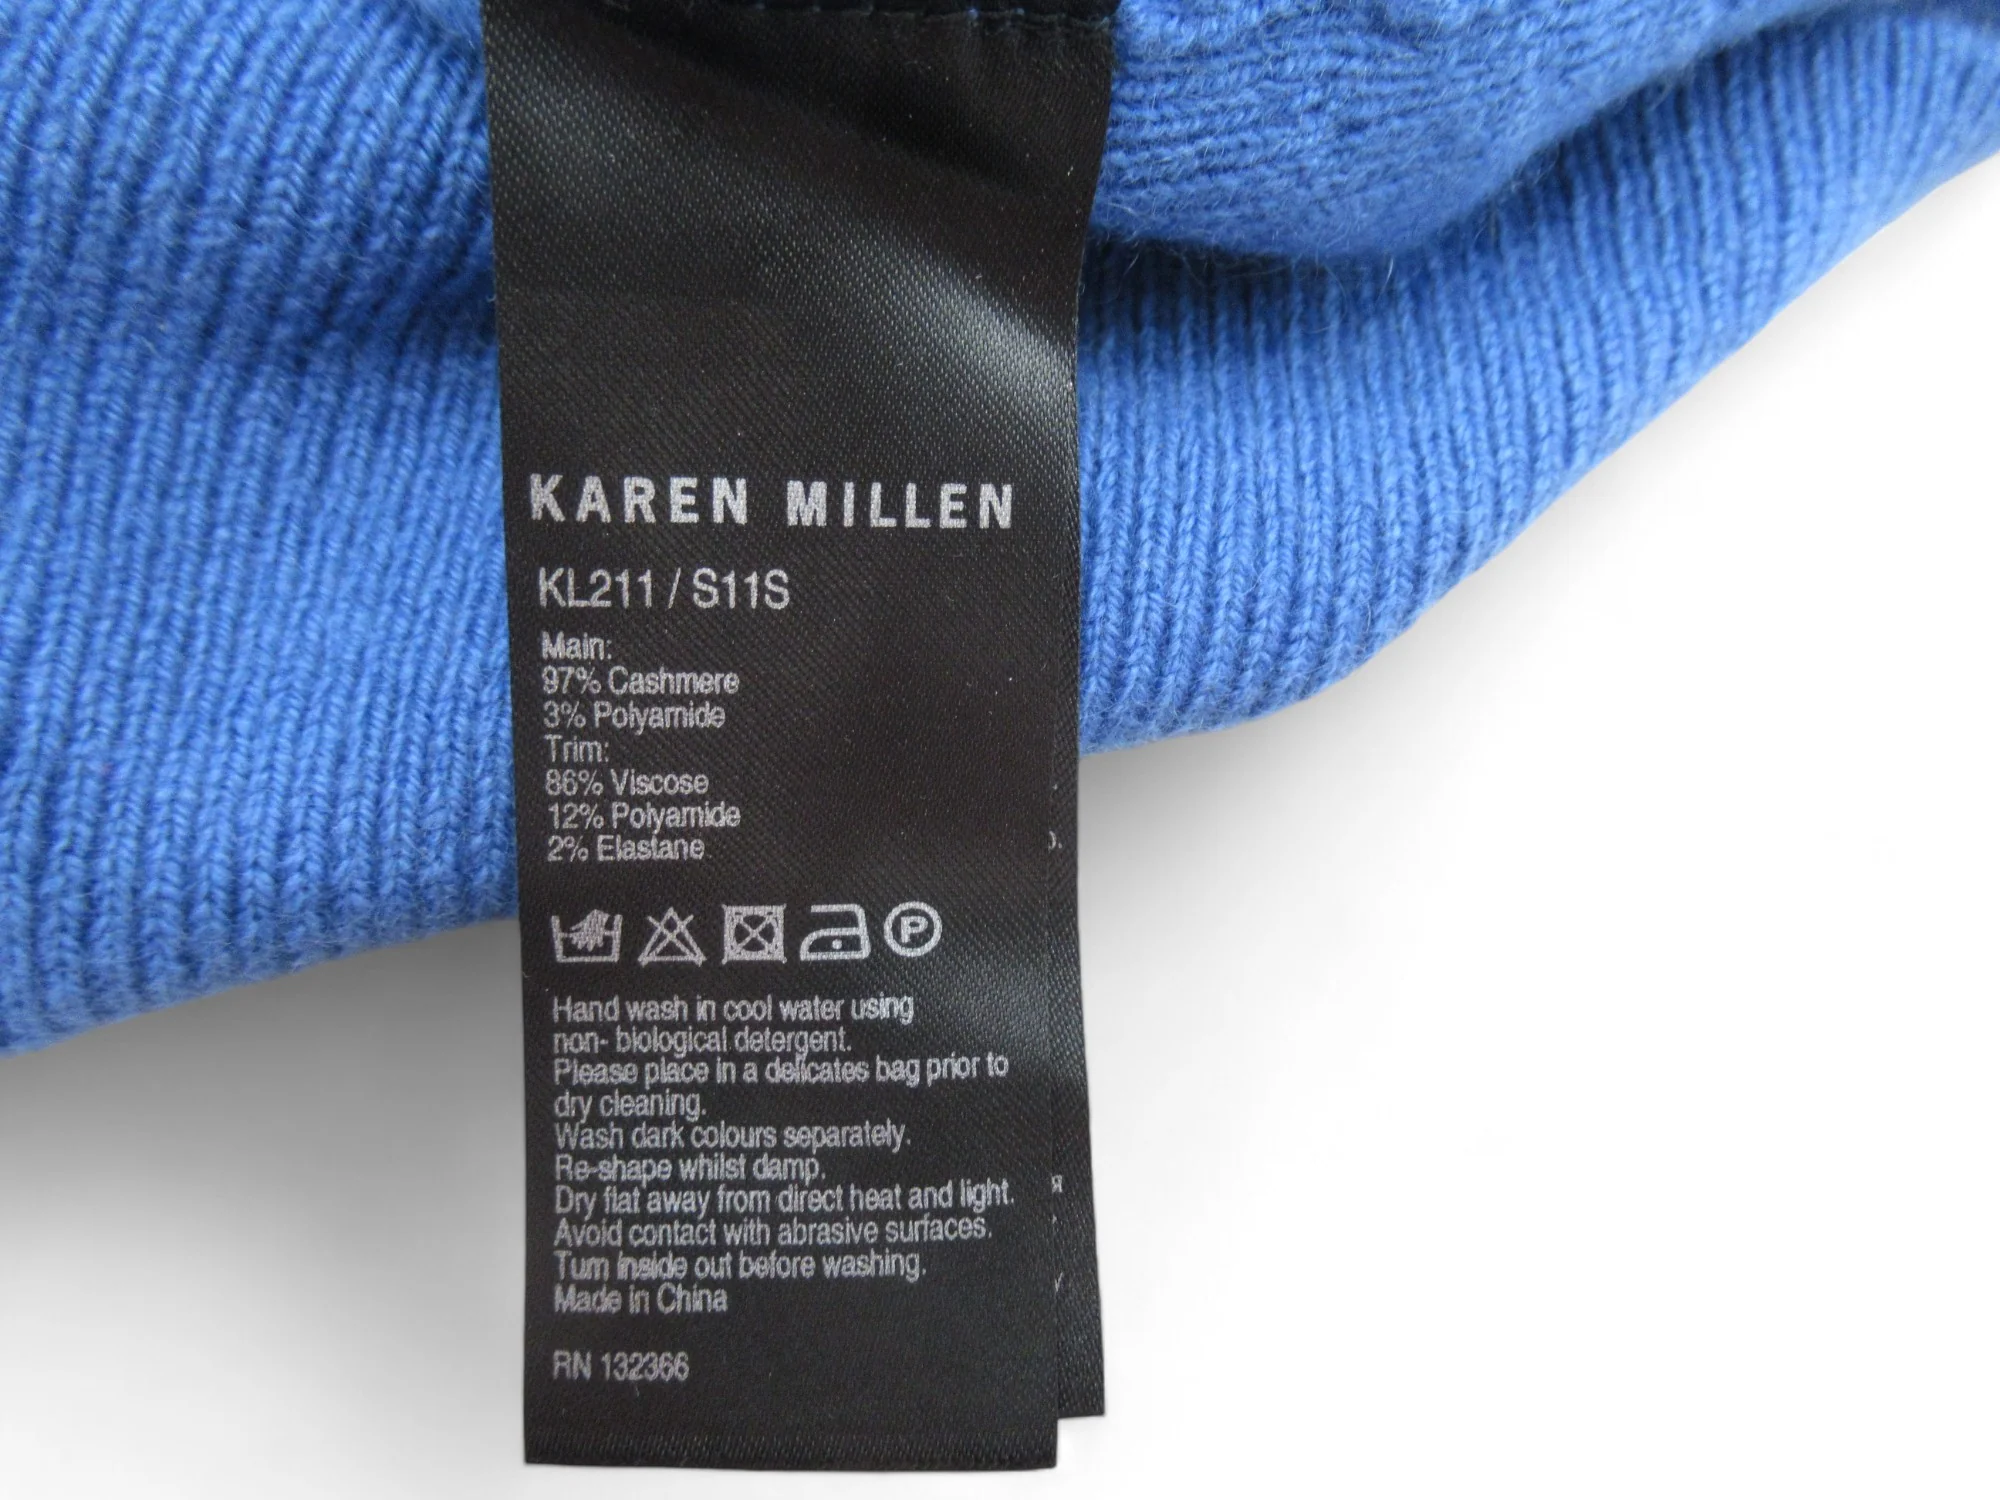 KAREN MILLEN
KL211 / S11S
Main:
97% Cashmere
3% Polyamide
Trim:
86% Viscose
12% Polyamide
2% Elastane
P
Hand wash in cool water using
non- biological detergent.
Please place in a delicates bag prior to
dry cleaning.
Wash dark colours separately.
Re-shape whilst damp.
Dry flat away from direct heat and light.
Avoid contact with abrasive surfaces.
Turn inside out before washing.
Made in China
RN 132366